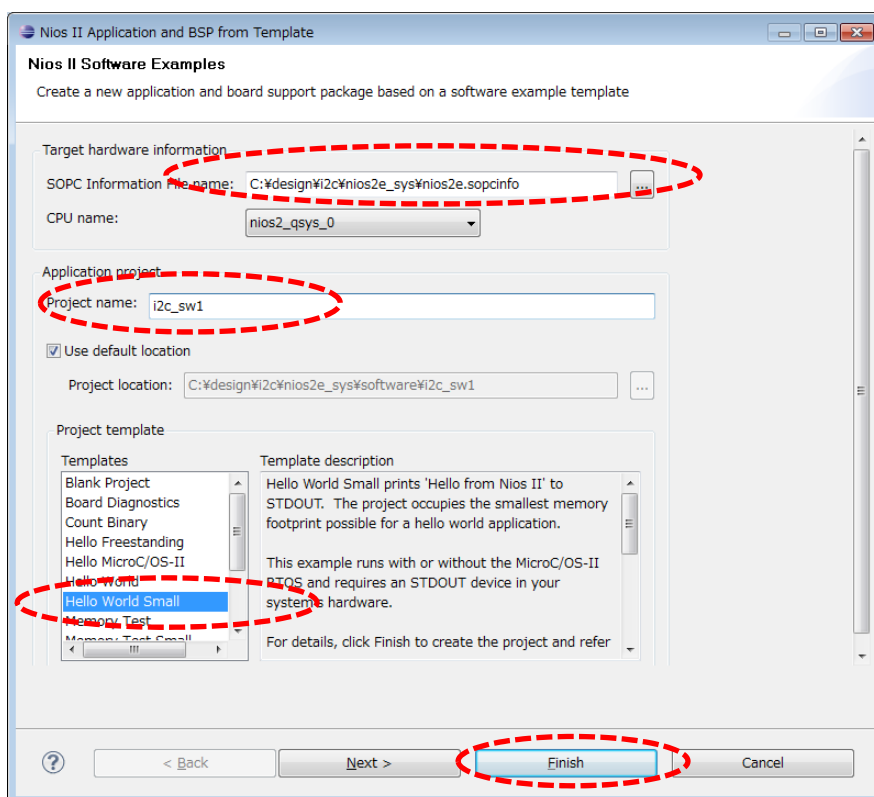 Nios II Application and BSP from Template
Nios II Software Examples
Create a new application and board support package based on a software example template
Target hardware information
SOPC Information File name: C:¥design¥i2c¥nios2e_sys¥nios2e.sopcinfo ...
CPU name: nios2_qsys_0
Application project
Project name: i2c_sw1
Use default location
Project location: C:¥design¥i2c¥nios2e_sys¥software¥i2c_sw1 ...
Project template
Templates
Blank Project
Board Diagnostics
Count Binary
Hello Freestanding
Hello MicroC/OS-II
Hello World
Hello World Small
Memory Test
Memory Test Small
Template description
Hello World Small prints 'Hello from Nios II' to
STDOUT. The project occupies the smallest memory
footprint possible for a hello world application.
This example runs with or without the MicroC/OS-II
RTOS and requires an STDOUT device in your
system's hardware.
For details, click Finish to create the project and refer
? < Back Next > Finish Cancel